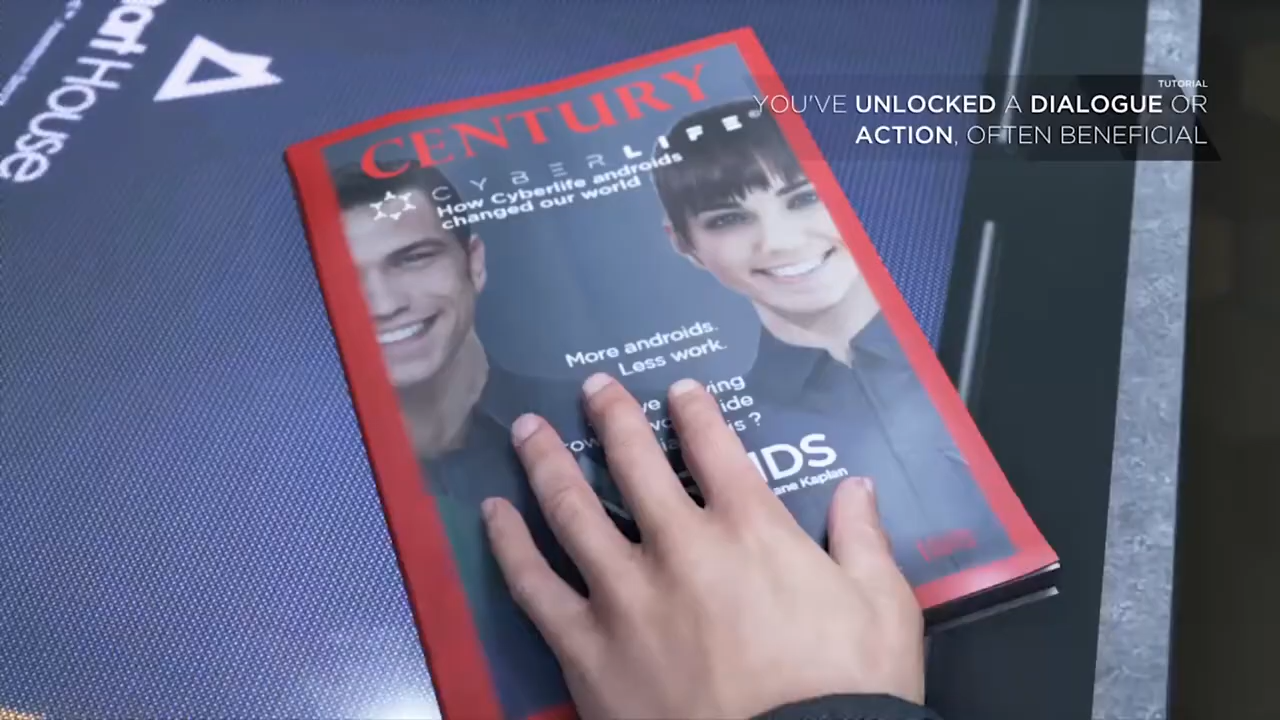 TUTORIAL
YOU'VE UNLOCKED A DIALOGUE OR
ACTION, OFTEN BENEFICIAL
House
CENTURY
CYBERLIFE
How Cyberlife androids
changed our world
More androids.
Less work.
Kaplan